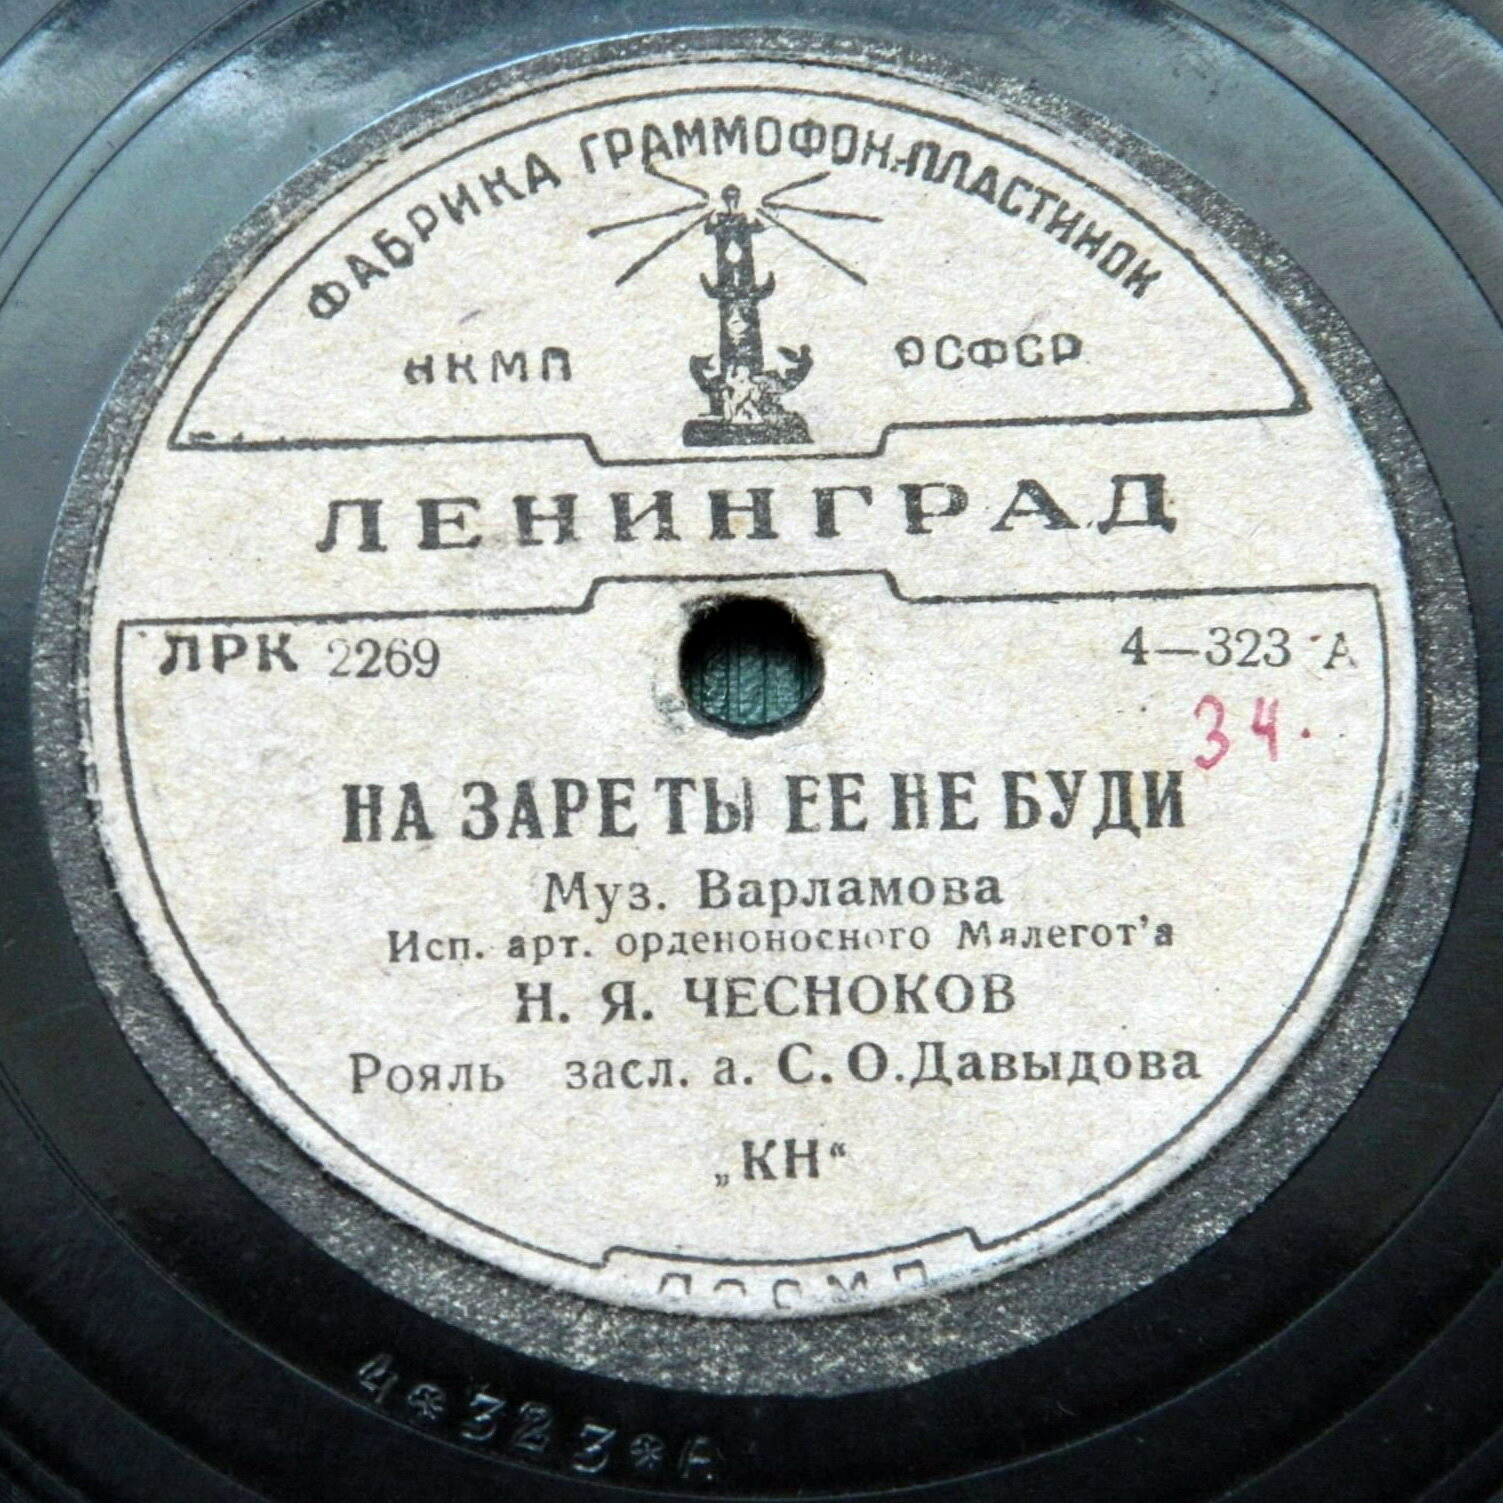 ФАБРИКА ГРАММОФОН-ПЛАСТИНОК
НКМП РСФСР
ЛЕНИНГРАД
ЛРК 2269 4—323 А
34.
НА ЗАРЕ ТЫ ЕЕ НЕ БУДИ
Муз. Варламова
Исп. арт. орденоносного Мялегот'а
Н. Я. ЧЕСНОКОВ
Рояль засл. а. С. О. Давыдова
„КН“
4*323*А